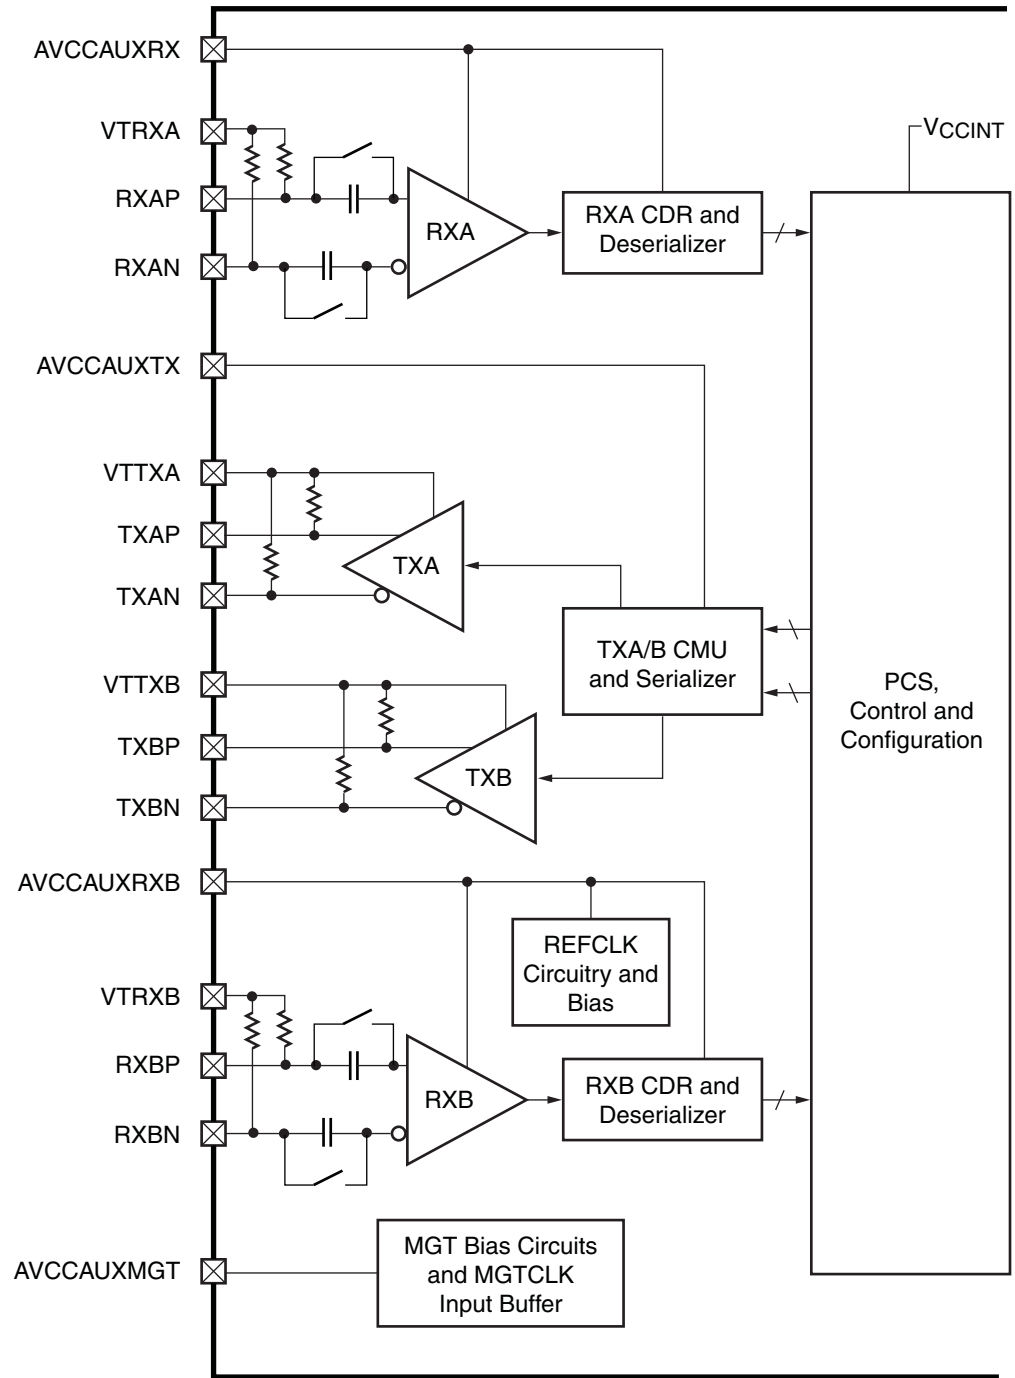 AVCCAUXRX
VTRXA
VCCINT
RXAP
RXA
RXA CDR and
Deserializer
RXAN
AVCCAUXTX
VTTXA
TXAP
TXA
TXAN
TXA/B CMU
and Serializer
VTTXB
PCS,
Control and
Configuration
TXBP
TXB
TXBN
AVCCAUXRXB
REFCLK
Circuitry and
Bias
VTRXB
RXBP
RXB
RXB CDR and
Deserializer
RXBN
AVCCAUXMGT
MGT Bias Circuits
and MGTCLK
Input Buffer